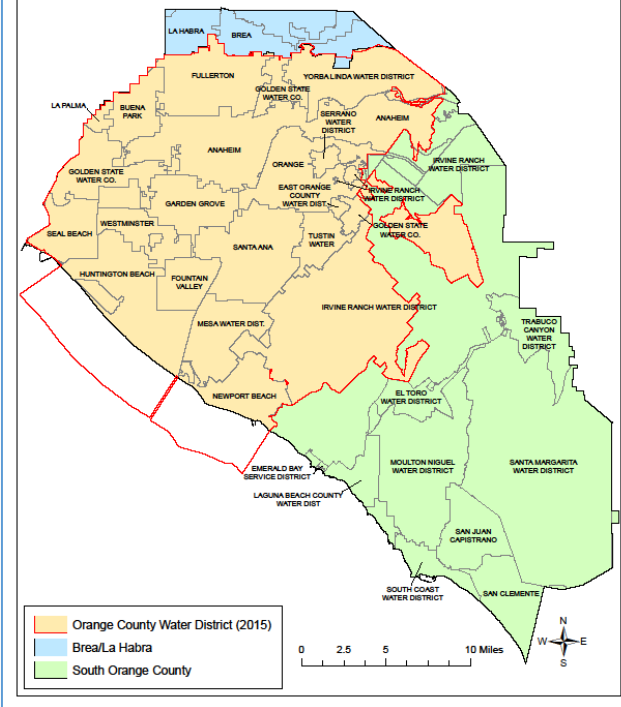 LA HABRA
BREA
FULLERTON
YORBA LINDA WATER DISTRICT
GOLDEN STATE
WATER CO.
LA PALMA
BUENA
PARK
SERRANO
WATER
DISTRICT
ANAHEIM
ANAHEIM
ORANGE
IRVINE RANCH
WATER DISTRICT
GOLDEN STATE
WATER CO.
EAST ORANGE
COUNTY
WATER DIST.
IRVINE RANCH
WATER DISTRICT
GARDEN GROVE
WESTMINSTER
GOLDEN STATE
WATER CO.
SEAL BEACH
SANTA ANA
TUSTIN
WATER
HUNTINGTON BEACH
FOUNTAIN
VALLEY
IRVINE RANCH WATER DISTRICT
MESA WATER DIST.
TRABUCO
CANYON
WATER
DISTRICT
NEWPORT BEACH
EL TORO
WATER DISTRICT
EMERALD BAY
SERVICE DISTRICT
MOULTON NIGUEL
WATER DISTRICT
SANTA MARGARITA
WATER DISTRICT
LAGUNA BEACH COUNTY
WATER DIST
SAN JUAN
CAPISTRANO
SOUTH COAST
WATER DISTRICT
SAN CLEMENTE
Orange County Water District (2015)
Brea/La Habra
South Orange County
0 2.5 5 10 Miles
N
W E
S